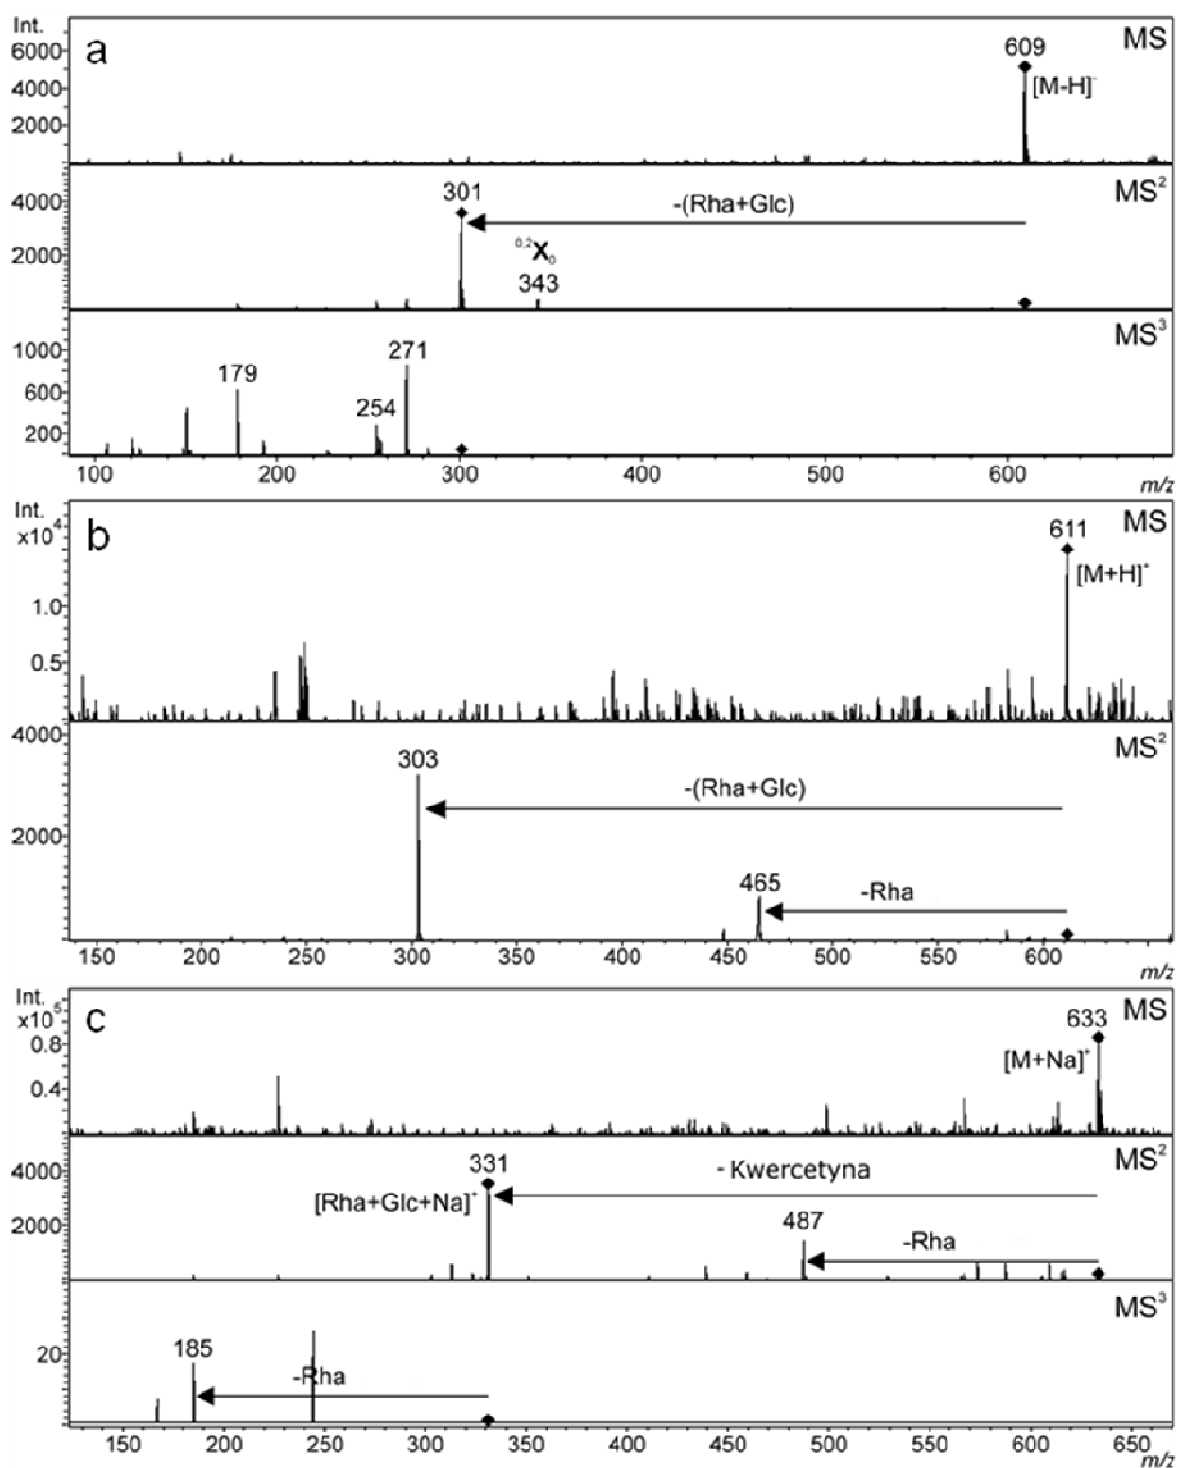 Int.
a
MS
609
[M-H]⁻
6000
4000
2000
MS²
301
-(Rha+Glc)
0,2X0
343
4000
2000
MS³
271
179
254
1000
600
200
100 200 300 400 500 600
m/z
Int.
x10⁴
b
MS
611
[M+H]⁺
1.0
0.5
MS²
4000
303
-(Rha+Glc)
2000
465
-Rha
150 200 250 300 350 400 450 500 550 600
m/z
Int.
x10⁵
c
MS
633
[M+Na]⁺
0.8
0.4
MS²
331
- Kwercetyna
4000
[Rha+Glc+Na]⁺
2000
487
-Rha
MS³
185
20
-Rha
150 200 250 300 350 400 450 500 550 600 650
m/z